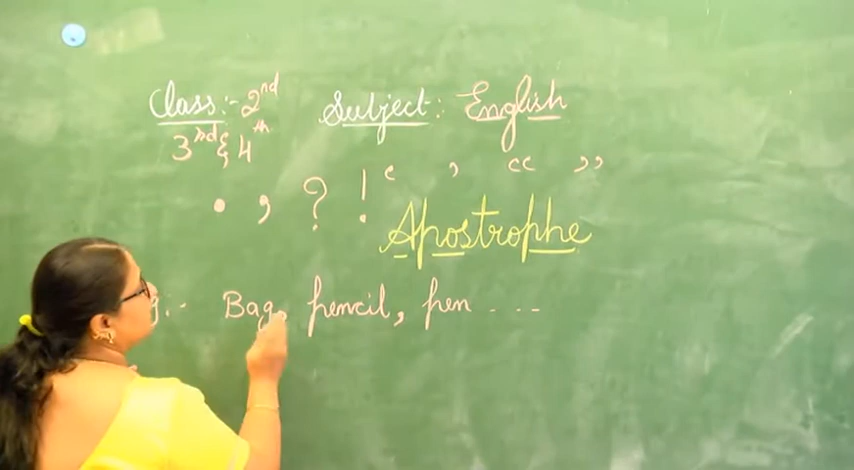 Class:- 2nd Subject: English
3rd & 4th
. , ? ! ‘ ’ “ ”
Apostrophe
g:- Bag, pencil, pen ....